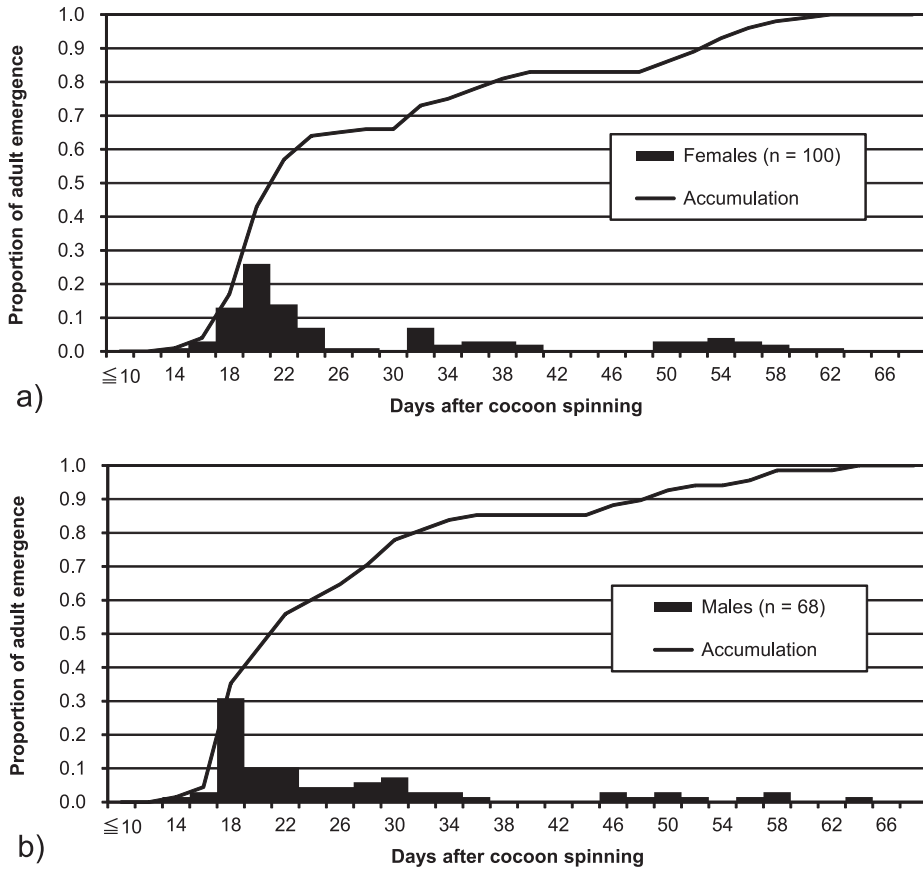 Proportion of adult emergence
1.0
0.9
0.8
0.7
0.6
0.5
0.4
0.3
0.2
0.1
0.0
Females (n = 100)
Accumulation
≦10 14 18 22 26 30 34 38 42 46 50 54 58 62 66
Days after cocoon spinning
a)
Proportion of adult emergence
1.0
0.9
0.8
0.7
0.6
0.5
0.4
0.3
0.2
0.1
0.0
Males (n = 68)
Accumulation
≦10 14 18 22 26 30 34 38 42 46 50 54 58 62 66
Days after cocoon spinning
b)